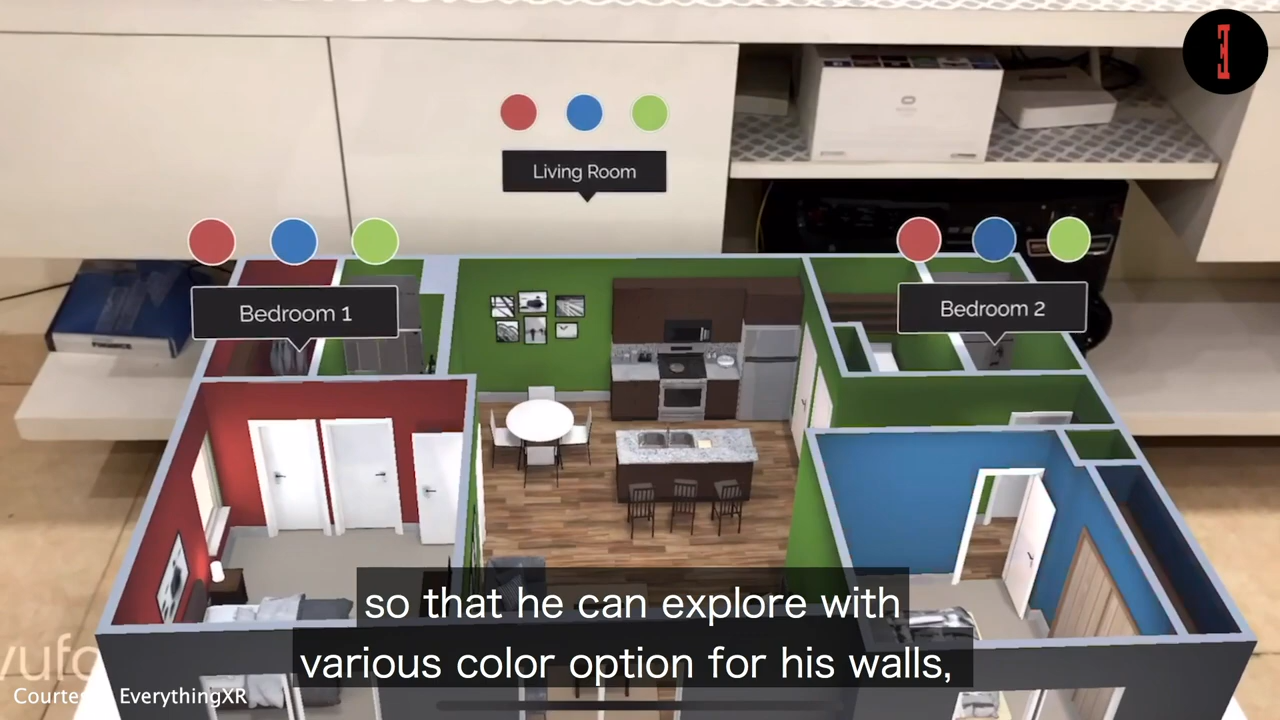 Living Room
Bedroom 1
Bedroom 2
so that he can explore with
various color option for his walls,
EverythingXR